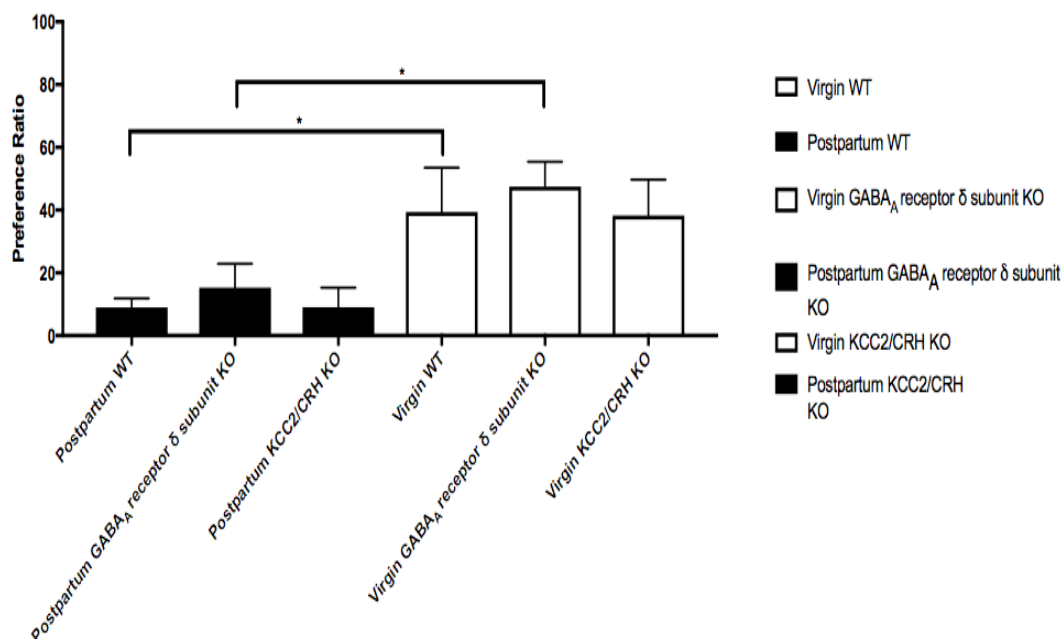 100
80
60
40
20
0
Preference Ratio
*
*
Postpartum WT
Postpartum GABAA receptor δ subunit KO
Postpartum KCC2/CRH KO
Virgin WT
Virgin GABAA receptor δ subunit KO
Virgin KCC2/CRH KO
Virgin WT
Postpartum WT
Virgin GABAA receptor δ subunit KO
Postpartum GABAA receptor δ subunit
KO
Virgin KCC2/CRH KO
Postpartum KCC2/CRH
KO